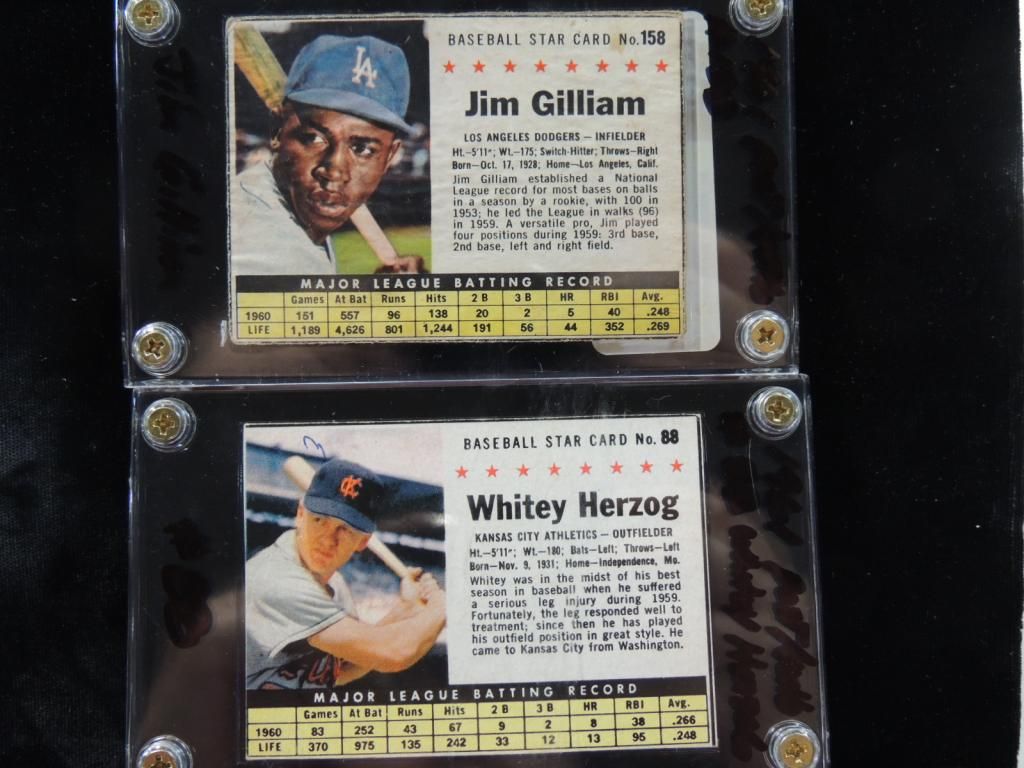 BASEBALL STAR CARD No. 158
LA
Jim Gilliam
LOS ANGELES DODGERS — INFIELDER
Ht.—5'11"; Wt.—175; Switch-Hitter; Throws—Right
Born—Oct. 17, 1928; Home—Los Angeles, Calif.
Jim Gilliam established a National
League record for most bases on balls
in a season by a rookie, with 100 in
1953; he led the League in walks (96)
in 1959. A versatile pro, Jim played
four positions during 1959: 3rd base,
2nd base, left and right field.
MAJOR LEAGUE BATTING RECORD
Games At Bat Runs Hits 2 B 3 B HR RBI Avg.
1960 151 557 96 138 20 2 5 40 .248
LIFE 1,189 4,626 801 1,244 191 56 44 352 .269
Jim Gilliam
BASEBALL STAR CARD No. 88
3
KC
Whitey Herzog
KANSAS CITY ATHLETICS — OUTFIELDER
Ht.—5'11"; Wt.—180; Bats—Left; Throws—Left
Born—Nov. 9, 1931; Home—Independence, Mo.
Whitey was in the midst of his best
season in baseball when he suffered
a serious leg injury during 1959.
Fortunately, the leg responded well to
treatment; since then he has played
his outfield position in great style. He
came to Kansas City from Washington.
MAJOR LEAGUE BATTING RECORD
Games At Bat Runs Hits 2 B 3 B HR RBI Avg.
1960 83 252 43 67 9 2 8 38 .266
LIFE 370 975 135 242 33 12 13 95 .248
#88
Whitey Herzog